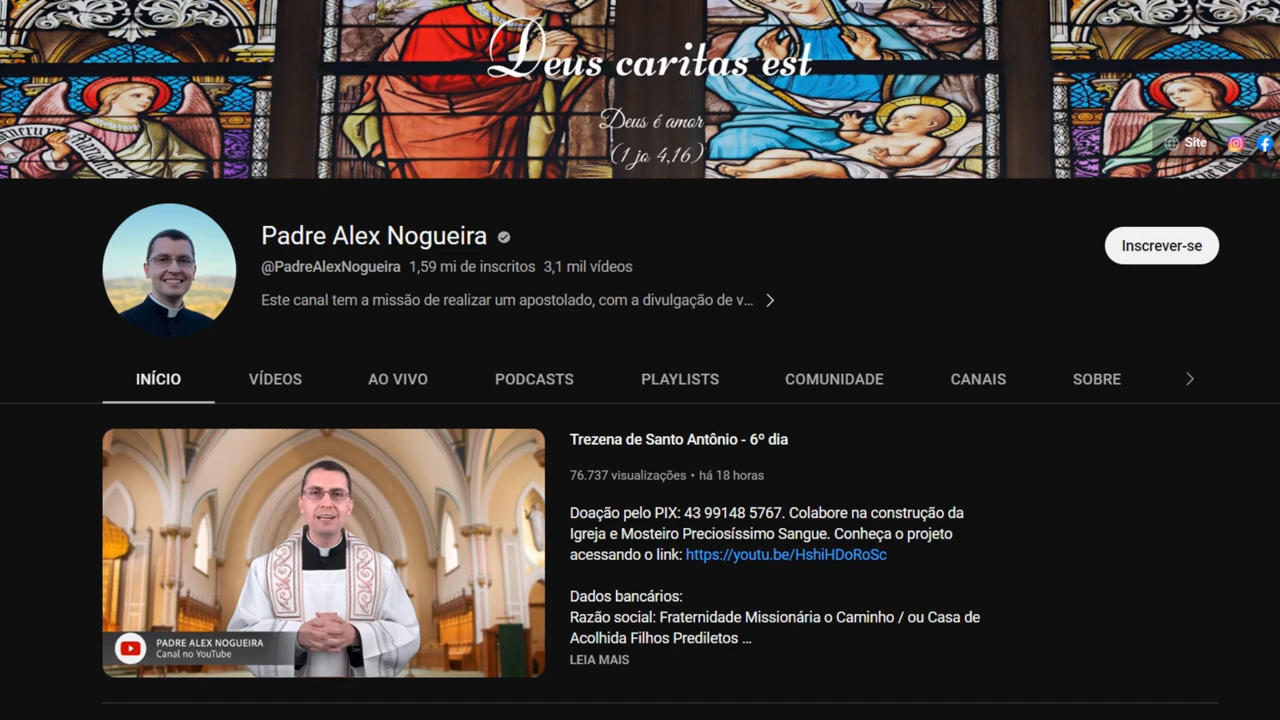 Deus caritas est
Deus é amor
(1 jo 4,16)
Site
Padre Alex Nogueira
@PadreAlexNogueira 1,59 mi de inscritos 3,1 mil vídeos
Inscrever-se
Este canal tem a missão de realizar um apostolado, com a divulgação de v...
INÍCIO VÍDEOS AO VIVO PODCASTS PLAYLISTS COMUNIDADE CANAIS SOBRE
Trezena de Santo Antônio - 6º dia
76.737 visualizações • há 18 horas
Doação pelo PIX: 43 99148 5767. Colabore na construção da
Igreja e Mosteiro Preciosíssimo Sangue. Conheça o projeto
acessando o link: https://youtu.be/HshiHDoRoSc
Dados bancários:
Razão social: Fraternidade Missionária o Caminho / ou Casa de
Acolhida Filhos Prediletos ...
LEIA MAIS
PADRE ALEX NOGUEIRA
Canal no YouTube